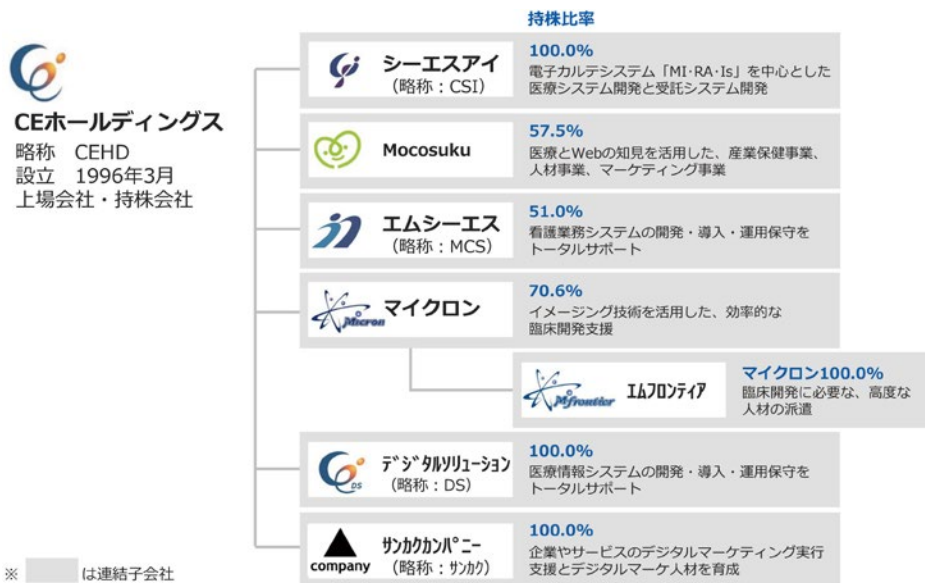 持株比率
CEホールディングス
略称 CEHD
設立 1996年3月
上場会社・持株会社
シーエスアイ
(略称:CSI)
100.0%
電子カルテシステム「MI・RA・Is」を中心とした
医療システム開発と受託システム開発
Mocosuku
57.5%
医療とWebの知見を活用した、産業保健事業、
人材事業、マーケティング事業
エムシーエス
(略称:MCS)
51.0%
看護業務システムの開発・導入・運用保守を
トータルサポート
Micron
マイクロン
70.6%
イメージング技術を活用した、効率的な
臨床開発支援
Mfrontier
エムフロンティア
マイクロン100.0%
臨床開発に必要な、高度な
人材の派遣
DS
デジタルソリューション
(略称:DS)
100.0%
医療情報システムの開発・導入・運用保守を
トータルサポート
company
サンカクカンパニー
(略称:サンカク)
100.0%
企業やサービスのデジタルマーケティング実行
支援とデジタルマーケ人材を育成
※ は連結子会社